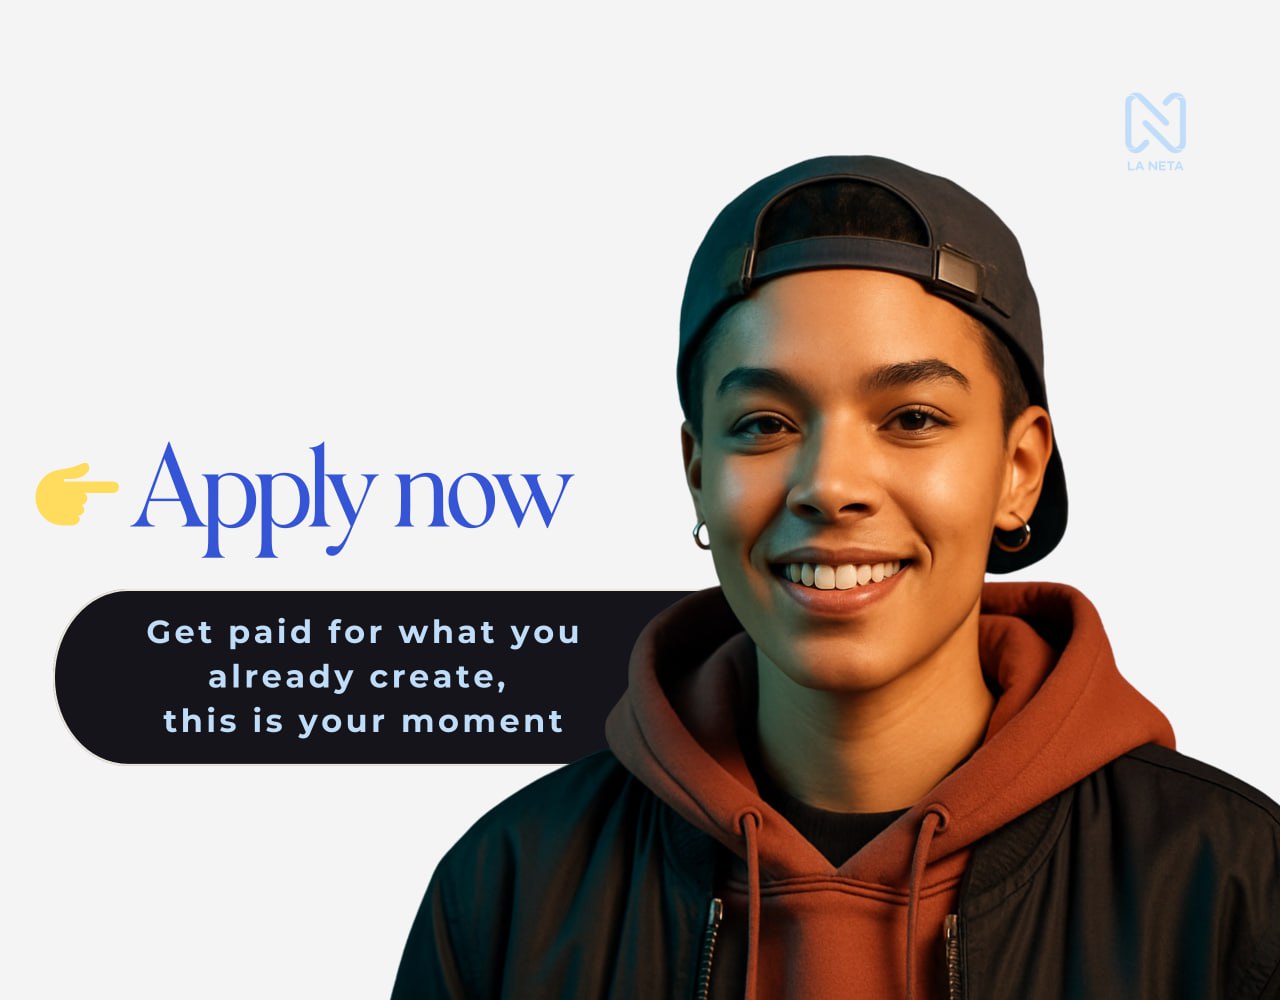 LA NETA
Apply now
Get paid for what you
already create,
this is your moment